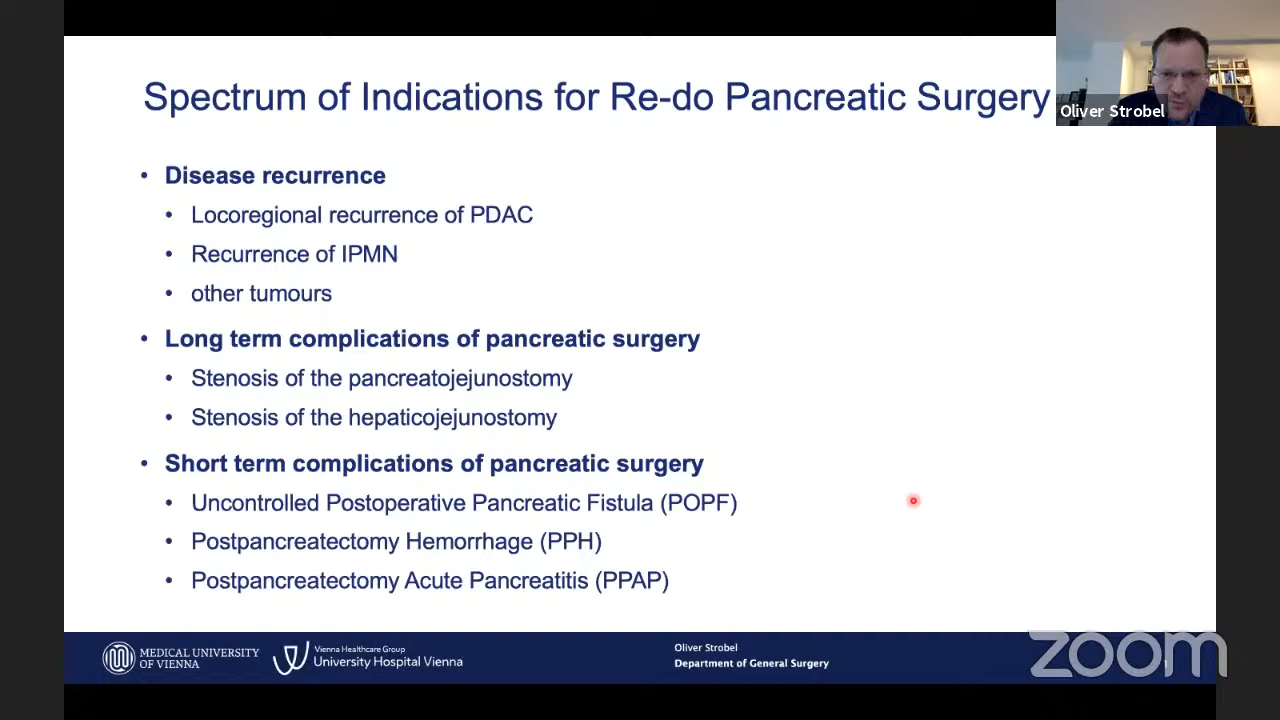 Spectrum of Indications for Re-do Pancreatic Surgery
Oliver Strobel
• Disease recurrence
• Locoregional recurrence of PDAC
• Recurrence of IPMN
• other tumours
• Long term complications of pancreatic surgery
• Stenosis of the pancreatojejunostomy
• Stenosis of the hepaticojejunostomy
• Short term complications of pancreatic surgery
• Uncontrolled Postoperative Pancreatic Fistula (POPF)
• Postpancreatectomy Hemorrhage (PPH)
• Postpancreatectomy Acute Pancreatitis (PPAP)
MEDICAL UNIVERSITY
OF VIENNA
Vienna Healthcare Group
University Hospital Vienna
Oliver Strobel
Department of General Surgery
zoom